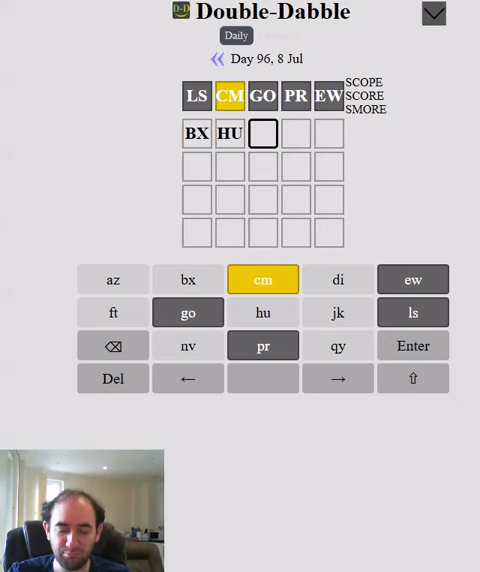 D-D Double-Dabble
Daily
Day 96, 8 Jul
LS CM GO PR EW SCOPE
SCORE
SMORE
BX HU
az bx cm di ew
ft go hu jk ls
nv pr qy Enter
Del ← → ⇧